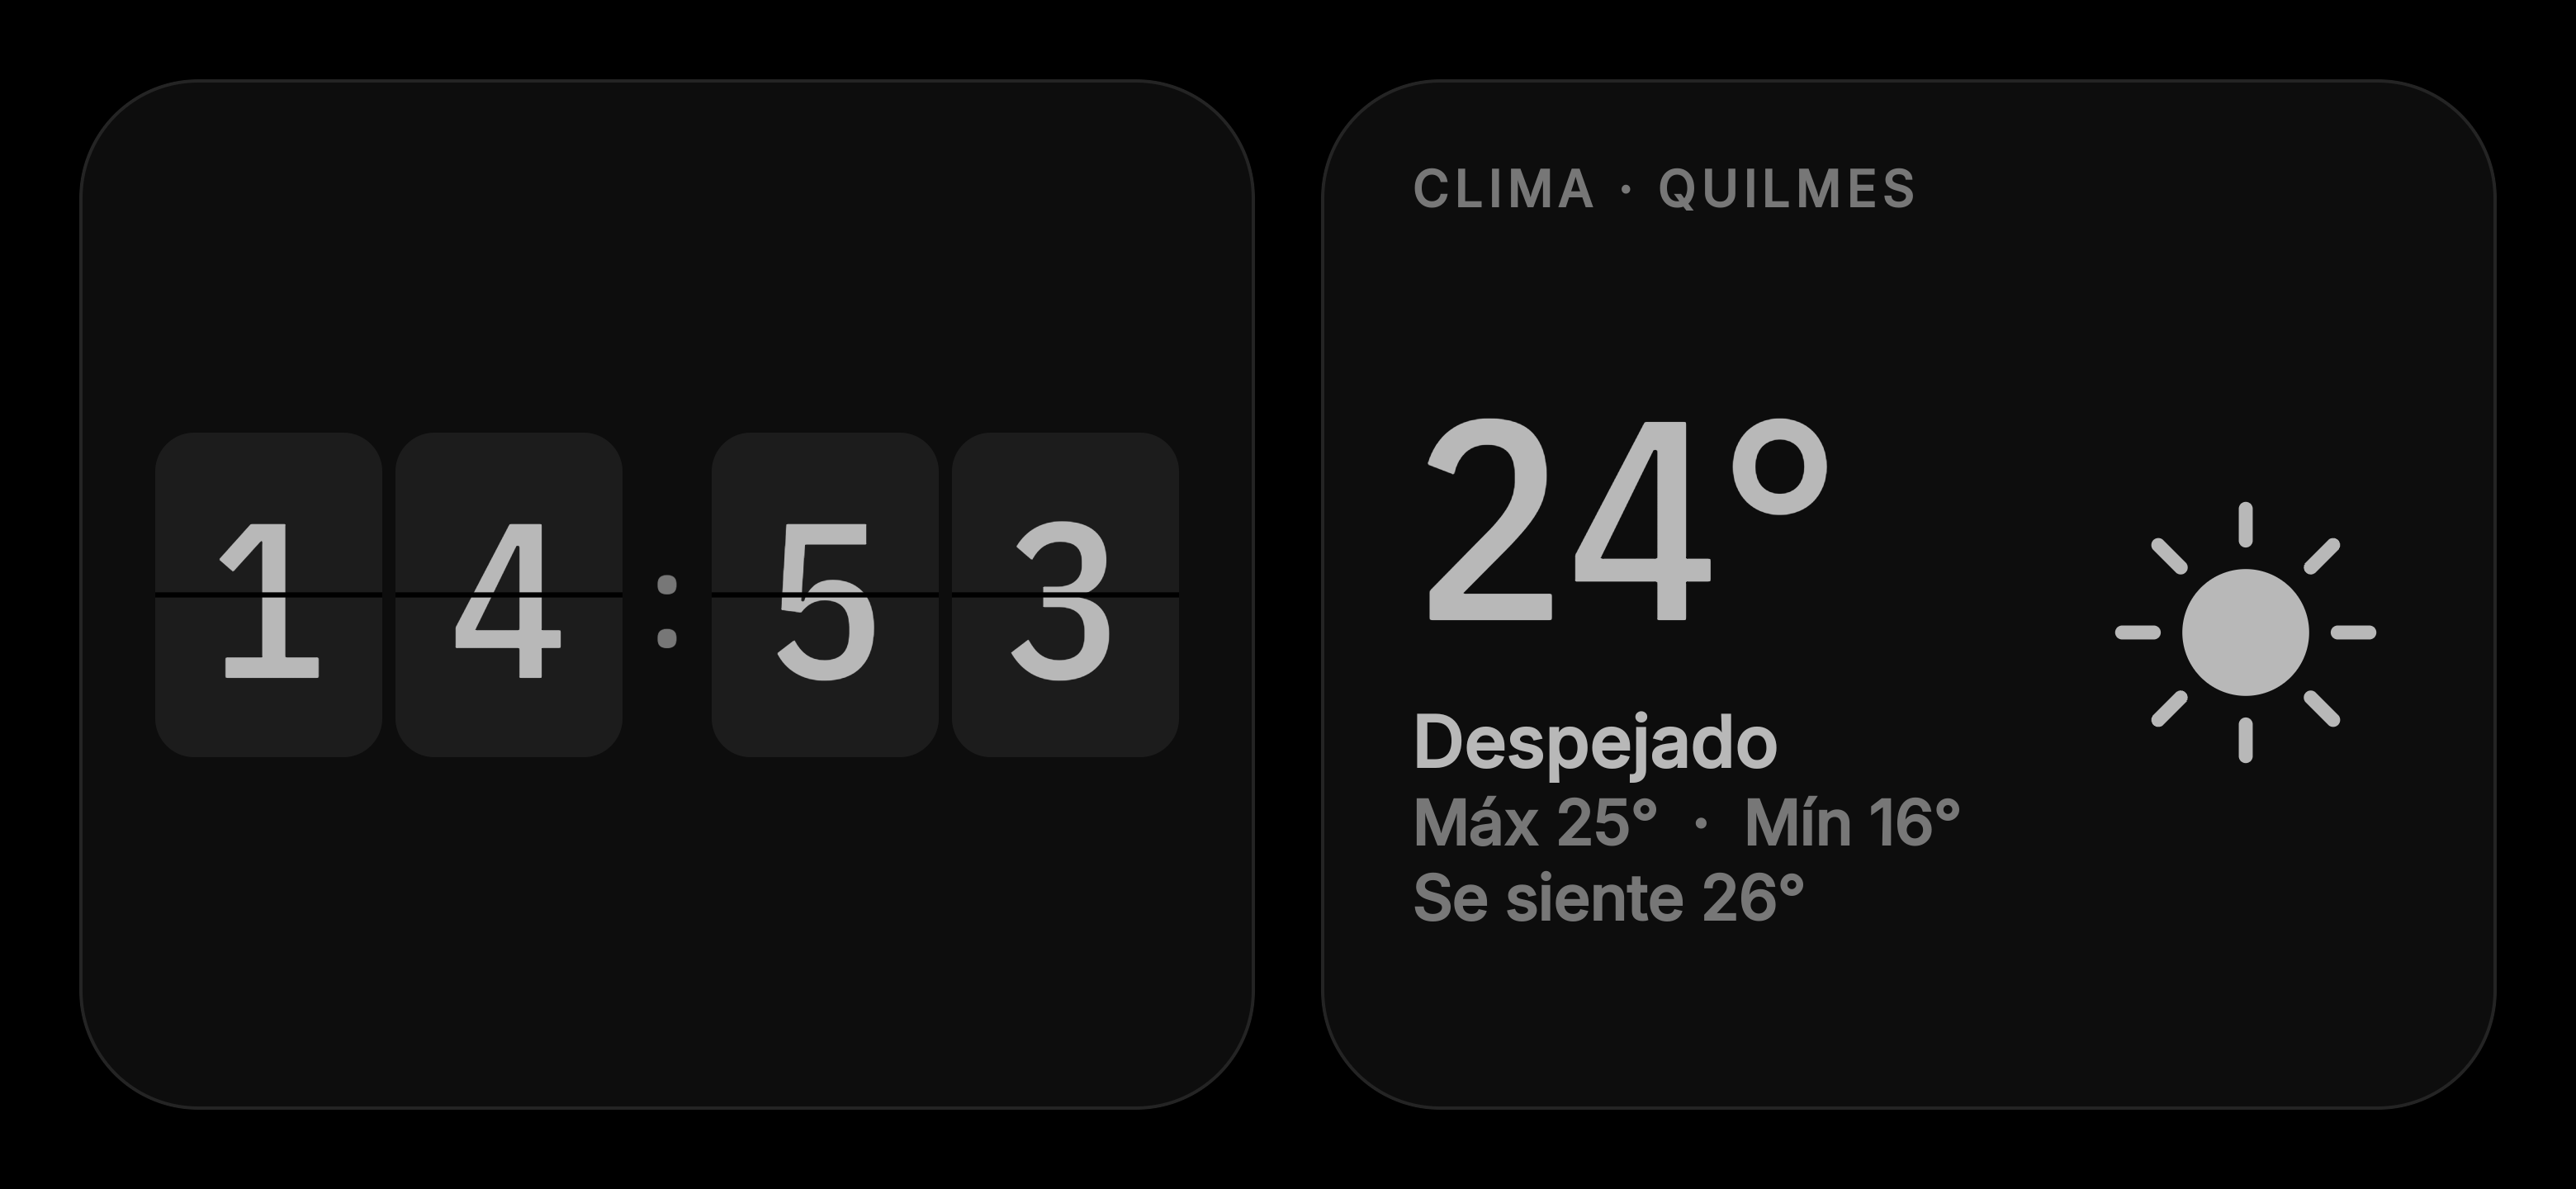 14:53
CLIMA · QUILMES
24°
Despejado
Máx 25° · Mín 16°
Se siente 26°